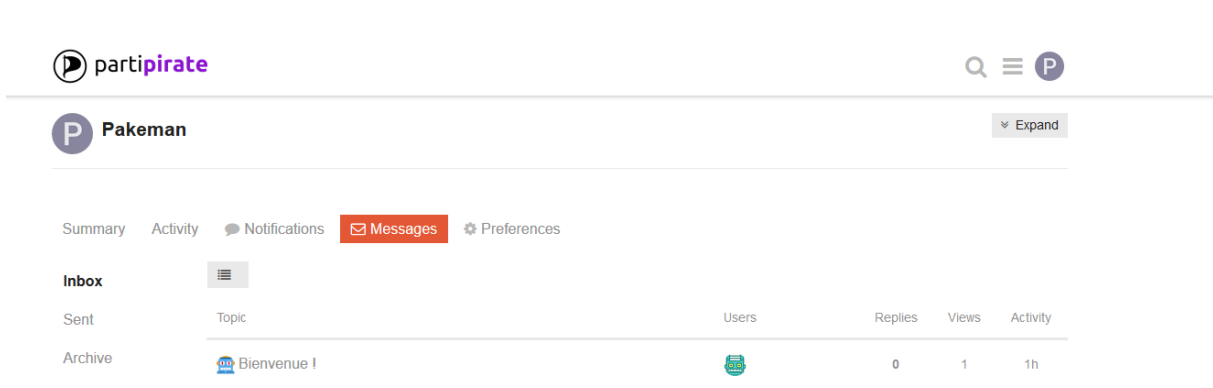 partipirate
P
P
Pakeman
Expand
Summary Activity Notifications Messages Preferences
Inbox
Sent
Archive
Topic Users Replies Views Activity
Bienvenue ! 0 1 1h